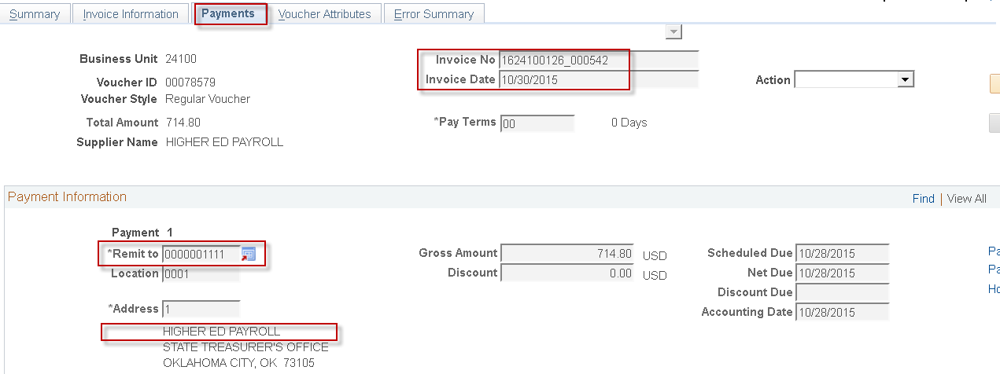 Summary Invoice Information Payments Voucher Attributes Error Summary
Business Unit 24100 Invoice No 1624100126_000542
Voucher ID 00078579 Invoice Date 10/30/2015 Action
Voucher Style Regular Voucher
Total Amount 714.80 *Pay Terms 00 0 Days
Supplier Name HIGHER ED PAYROLL
Payment Information Find | View All
Payment 1
*Remit to 0000001111 Gross Amount 714.80 USD Scheduled Due 10/28/2015
Location 0001 Discount 0.00 USD Net Due 10/28/2015
Discount Due
*Address 1 Accounting Date 10/28/2015
HIGHER ED PAYROLL
STATE TREASURER'S OFFICE
OKLAHOMA CITY, OK 73105